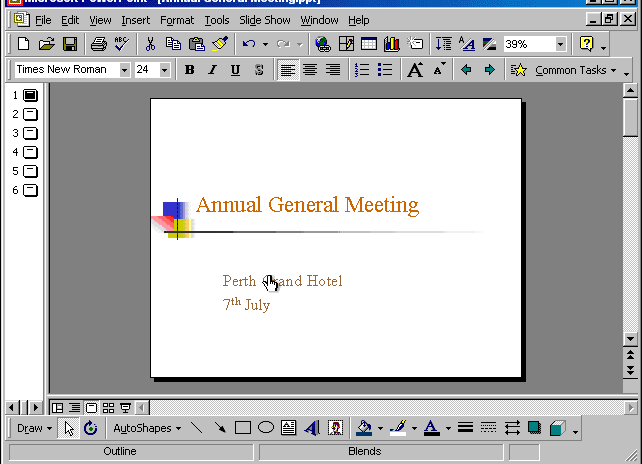 Microsoft PowerPoint - [Annual General Meeting.ppt]
File Edit View Insert Format Tools Slide Show Window Help
39%
Times New Roman 24 B I U S A A Common Tasks
1
2
3
4
5
6
Annual General Meeting
Perth Grand Hotel
7th July
Draw AutoShapes A A
Outline Blends